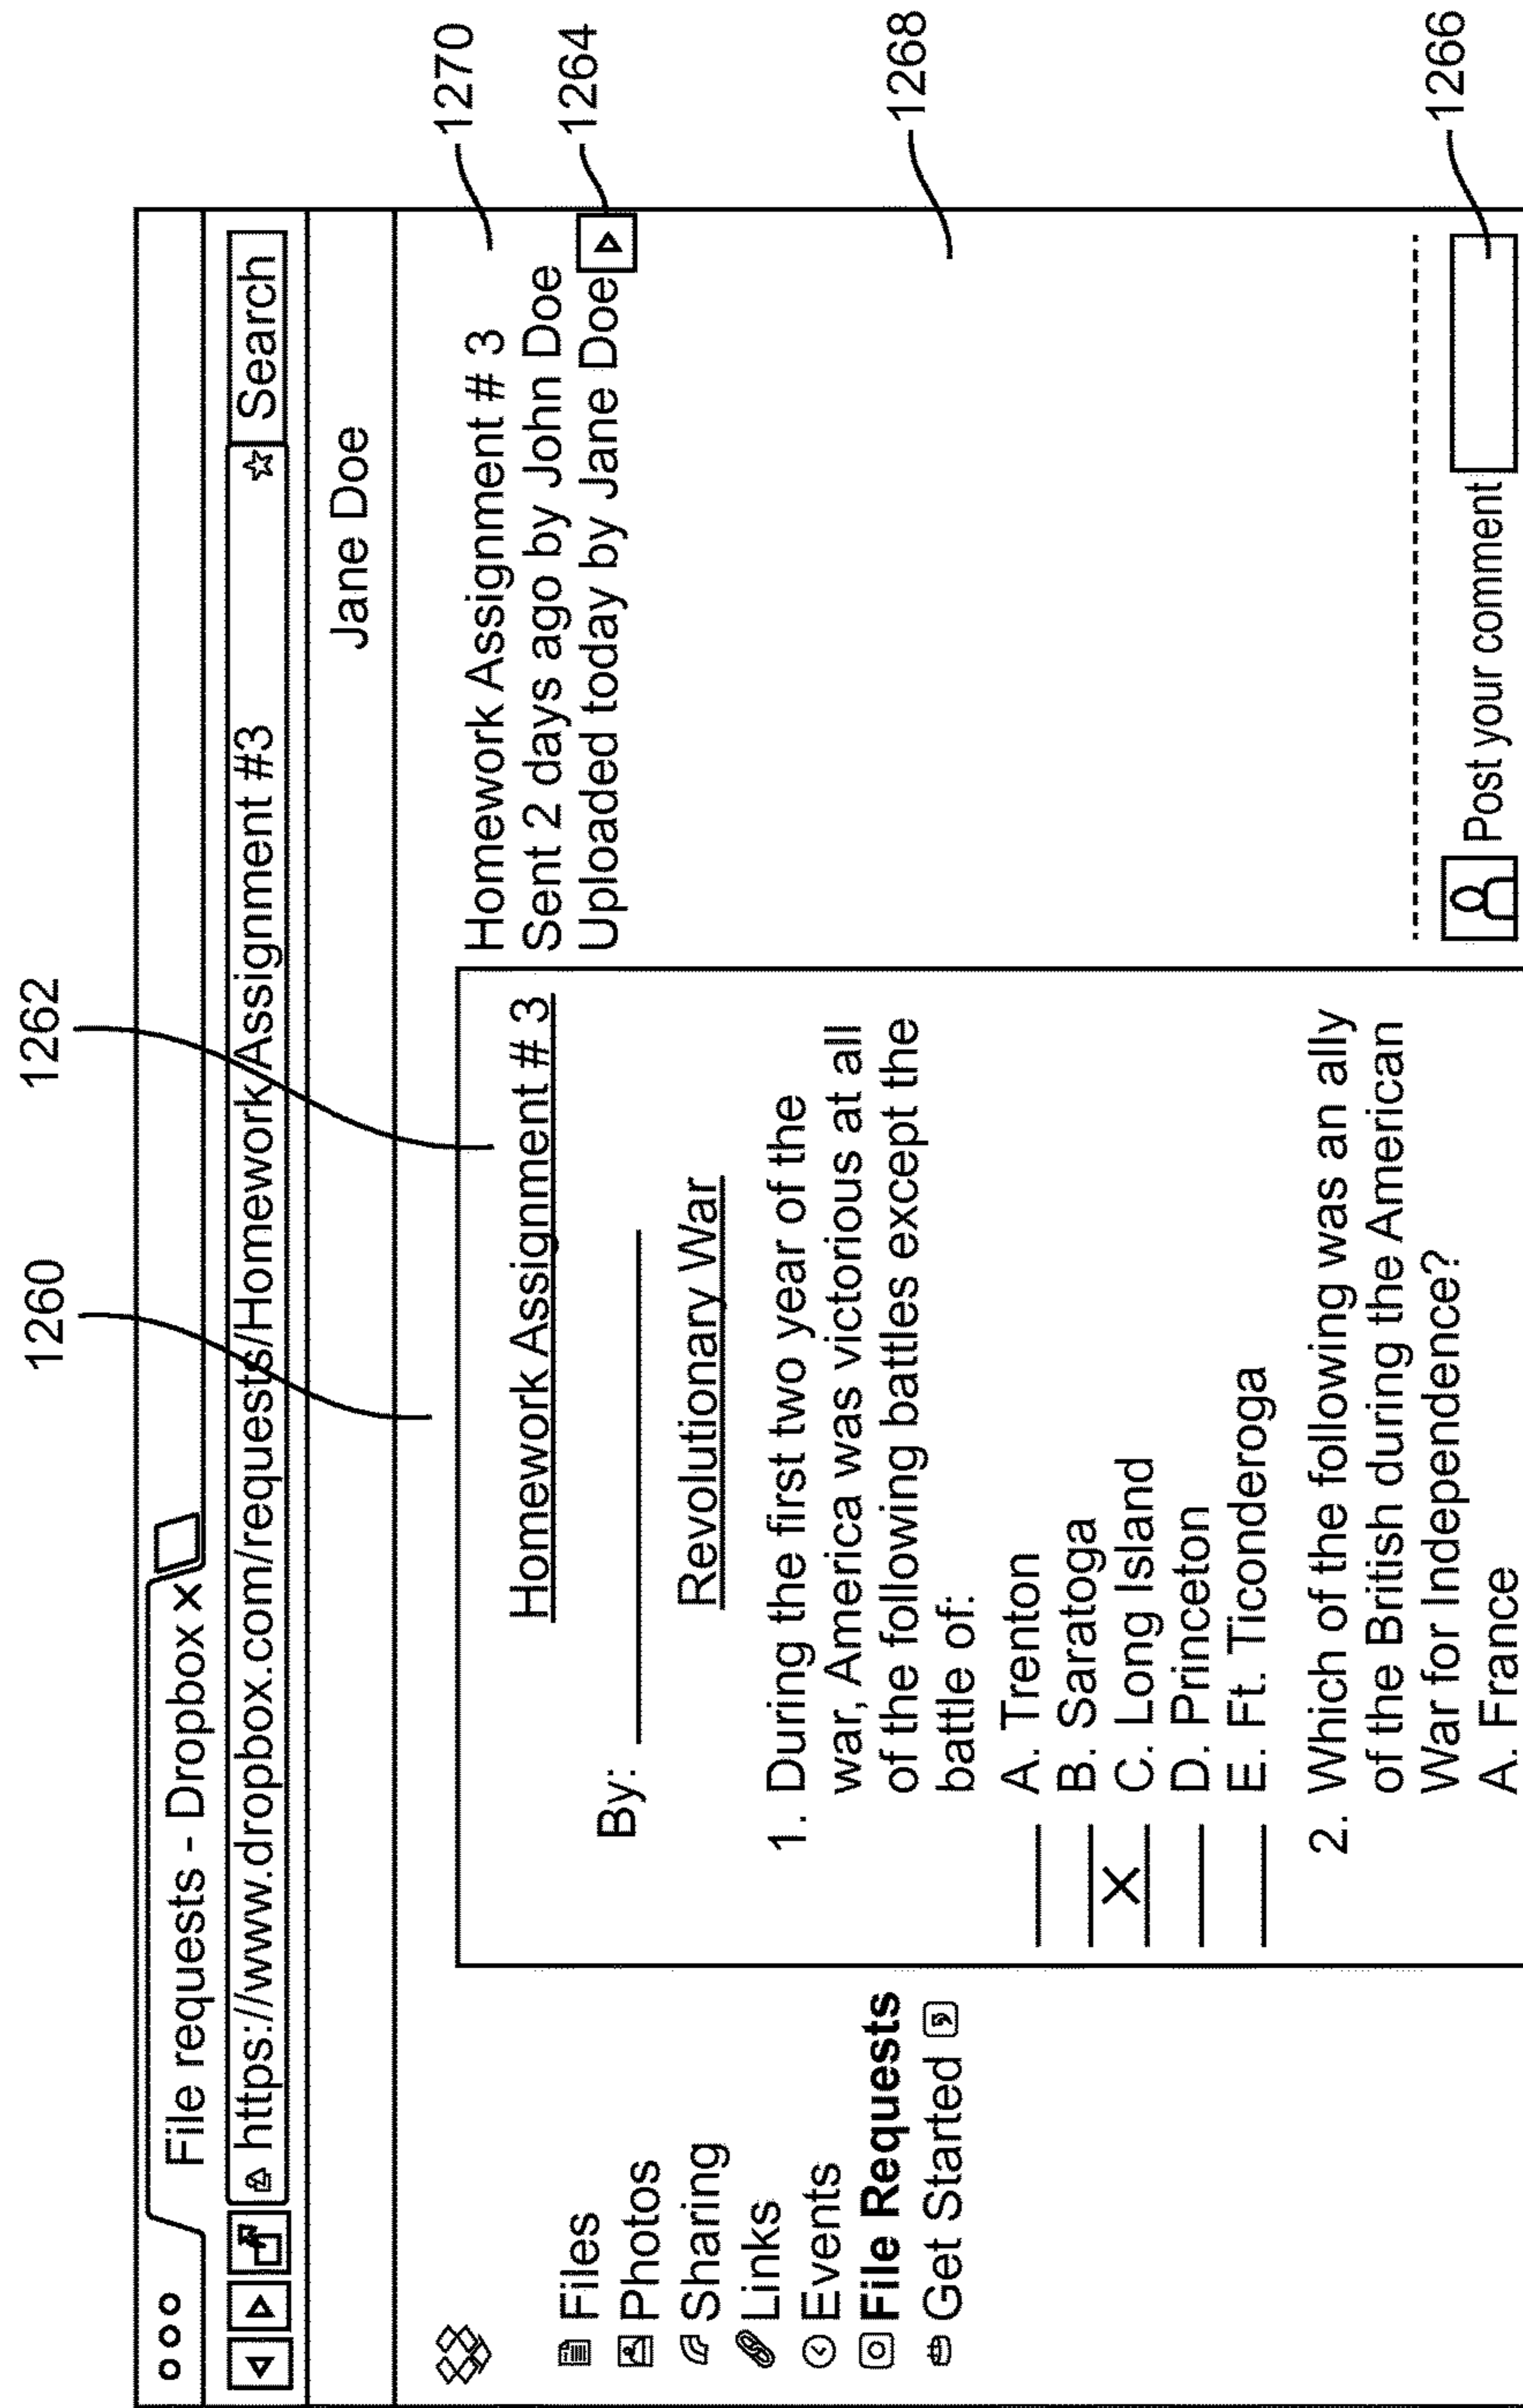 1260
1262
File requests - Dropbox X
https://www.dropbox.com/requests/HomeworkAssignment #3
Search
Jane Doe
Files
Photos
Sharing
Links
Events
File Requests
Get Started
Homework Assignment # 3
By:
Revolutionary War
1. During the first two year of the
war, America was victorious at all
of the following battles except the
battle of:
A. Trenton
B. Saratoga
X C. Long Island
D. Princeton
E. Ft. Ticonderoga
2. Which of the following was an ally
of the British during the American
War for Independence?
A. France
Homework Assignment # 3
Sent 2 days ago by John Doe
Uploaded today by Jane Doe
Post your comment
1270
1264
1268
1266